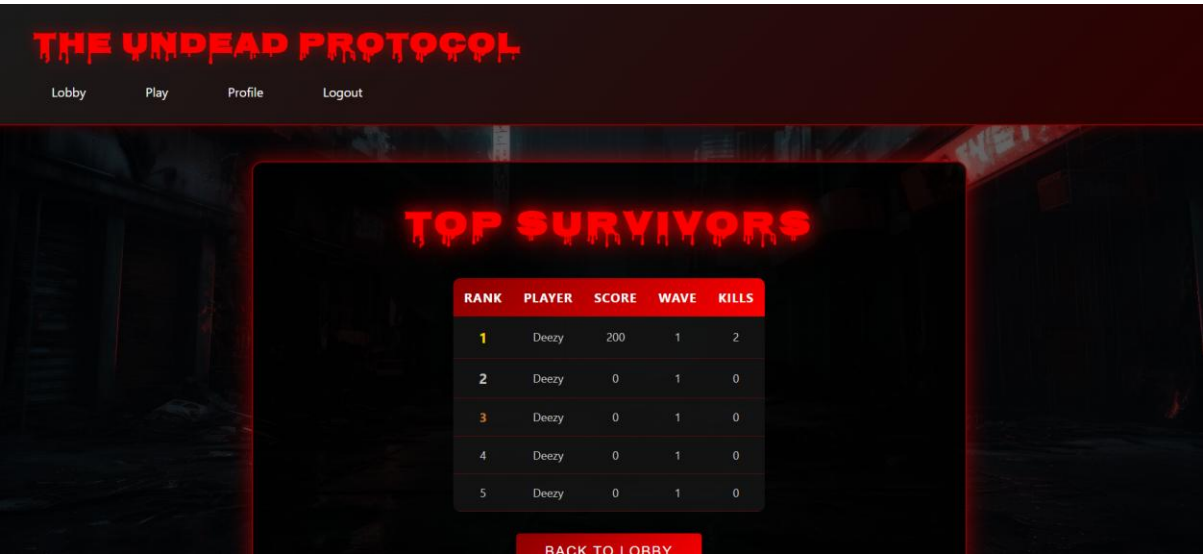 THE UNDEAD PROTOCOL
Lobby Play Profile Logout
TOP SURVIVORS
RANK PLAYER SCORE WAVE KILLS
1 Deezy 200 1 2
2 Deezy 0 1 0
3 Deezy 0 1 0
4 Deezy 0 1 0
5 Deezy 0 1 0
BACK TO LOBBY